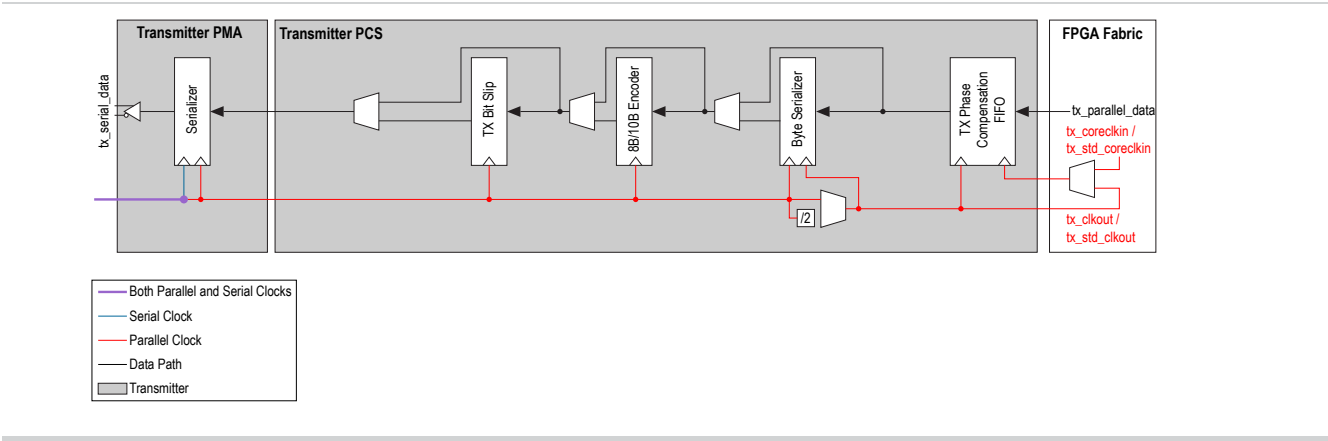 Transmitter PMA
Transmitter PCS
FPGA Fabric
tx_serial_data
Serializer
TX Bit Slip
8B/10B Encoder
Byte Serializer
TX Phase
Compensation
FIFO
tx_parallel_data
tx_coreclkin /
tx_std_coreclkin
/2
tx_clkout /
tx_std_clkout
Both Parallel and Serial Clocks
Serial Clock
Parallel Clock
Data Path
Transmitter